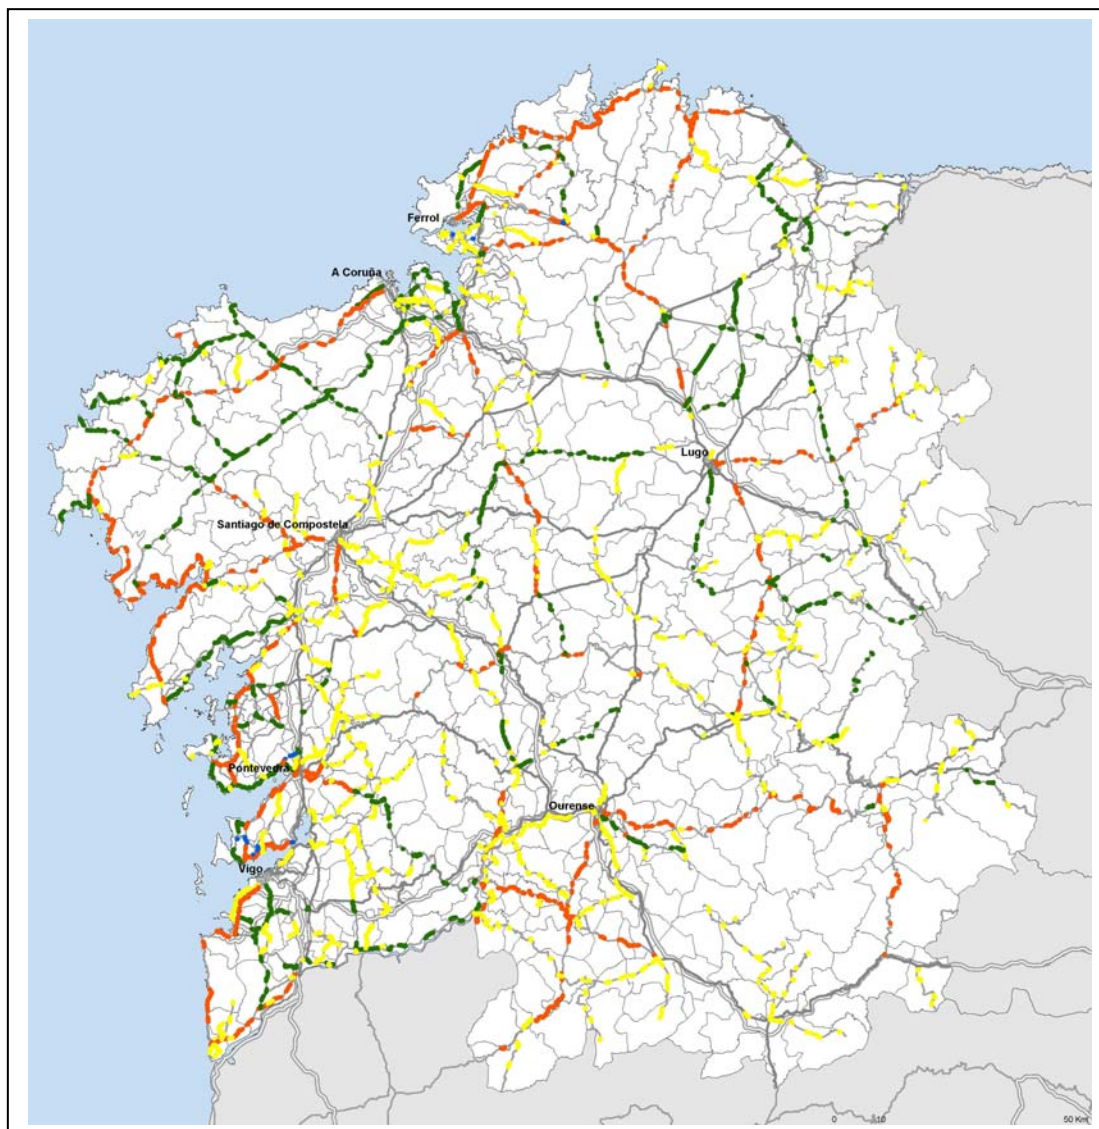 Ferrol
A Coruña
Lugo
Santiago de Compostela
Pontevedra
Ourense
Vigo
0 10 50 Km